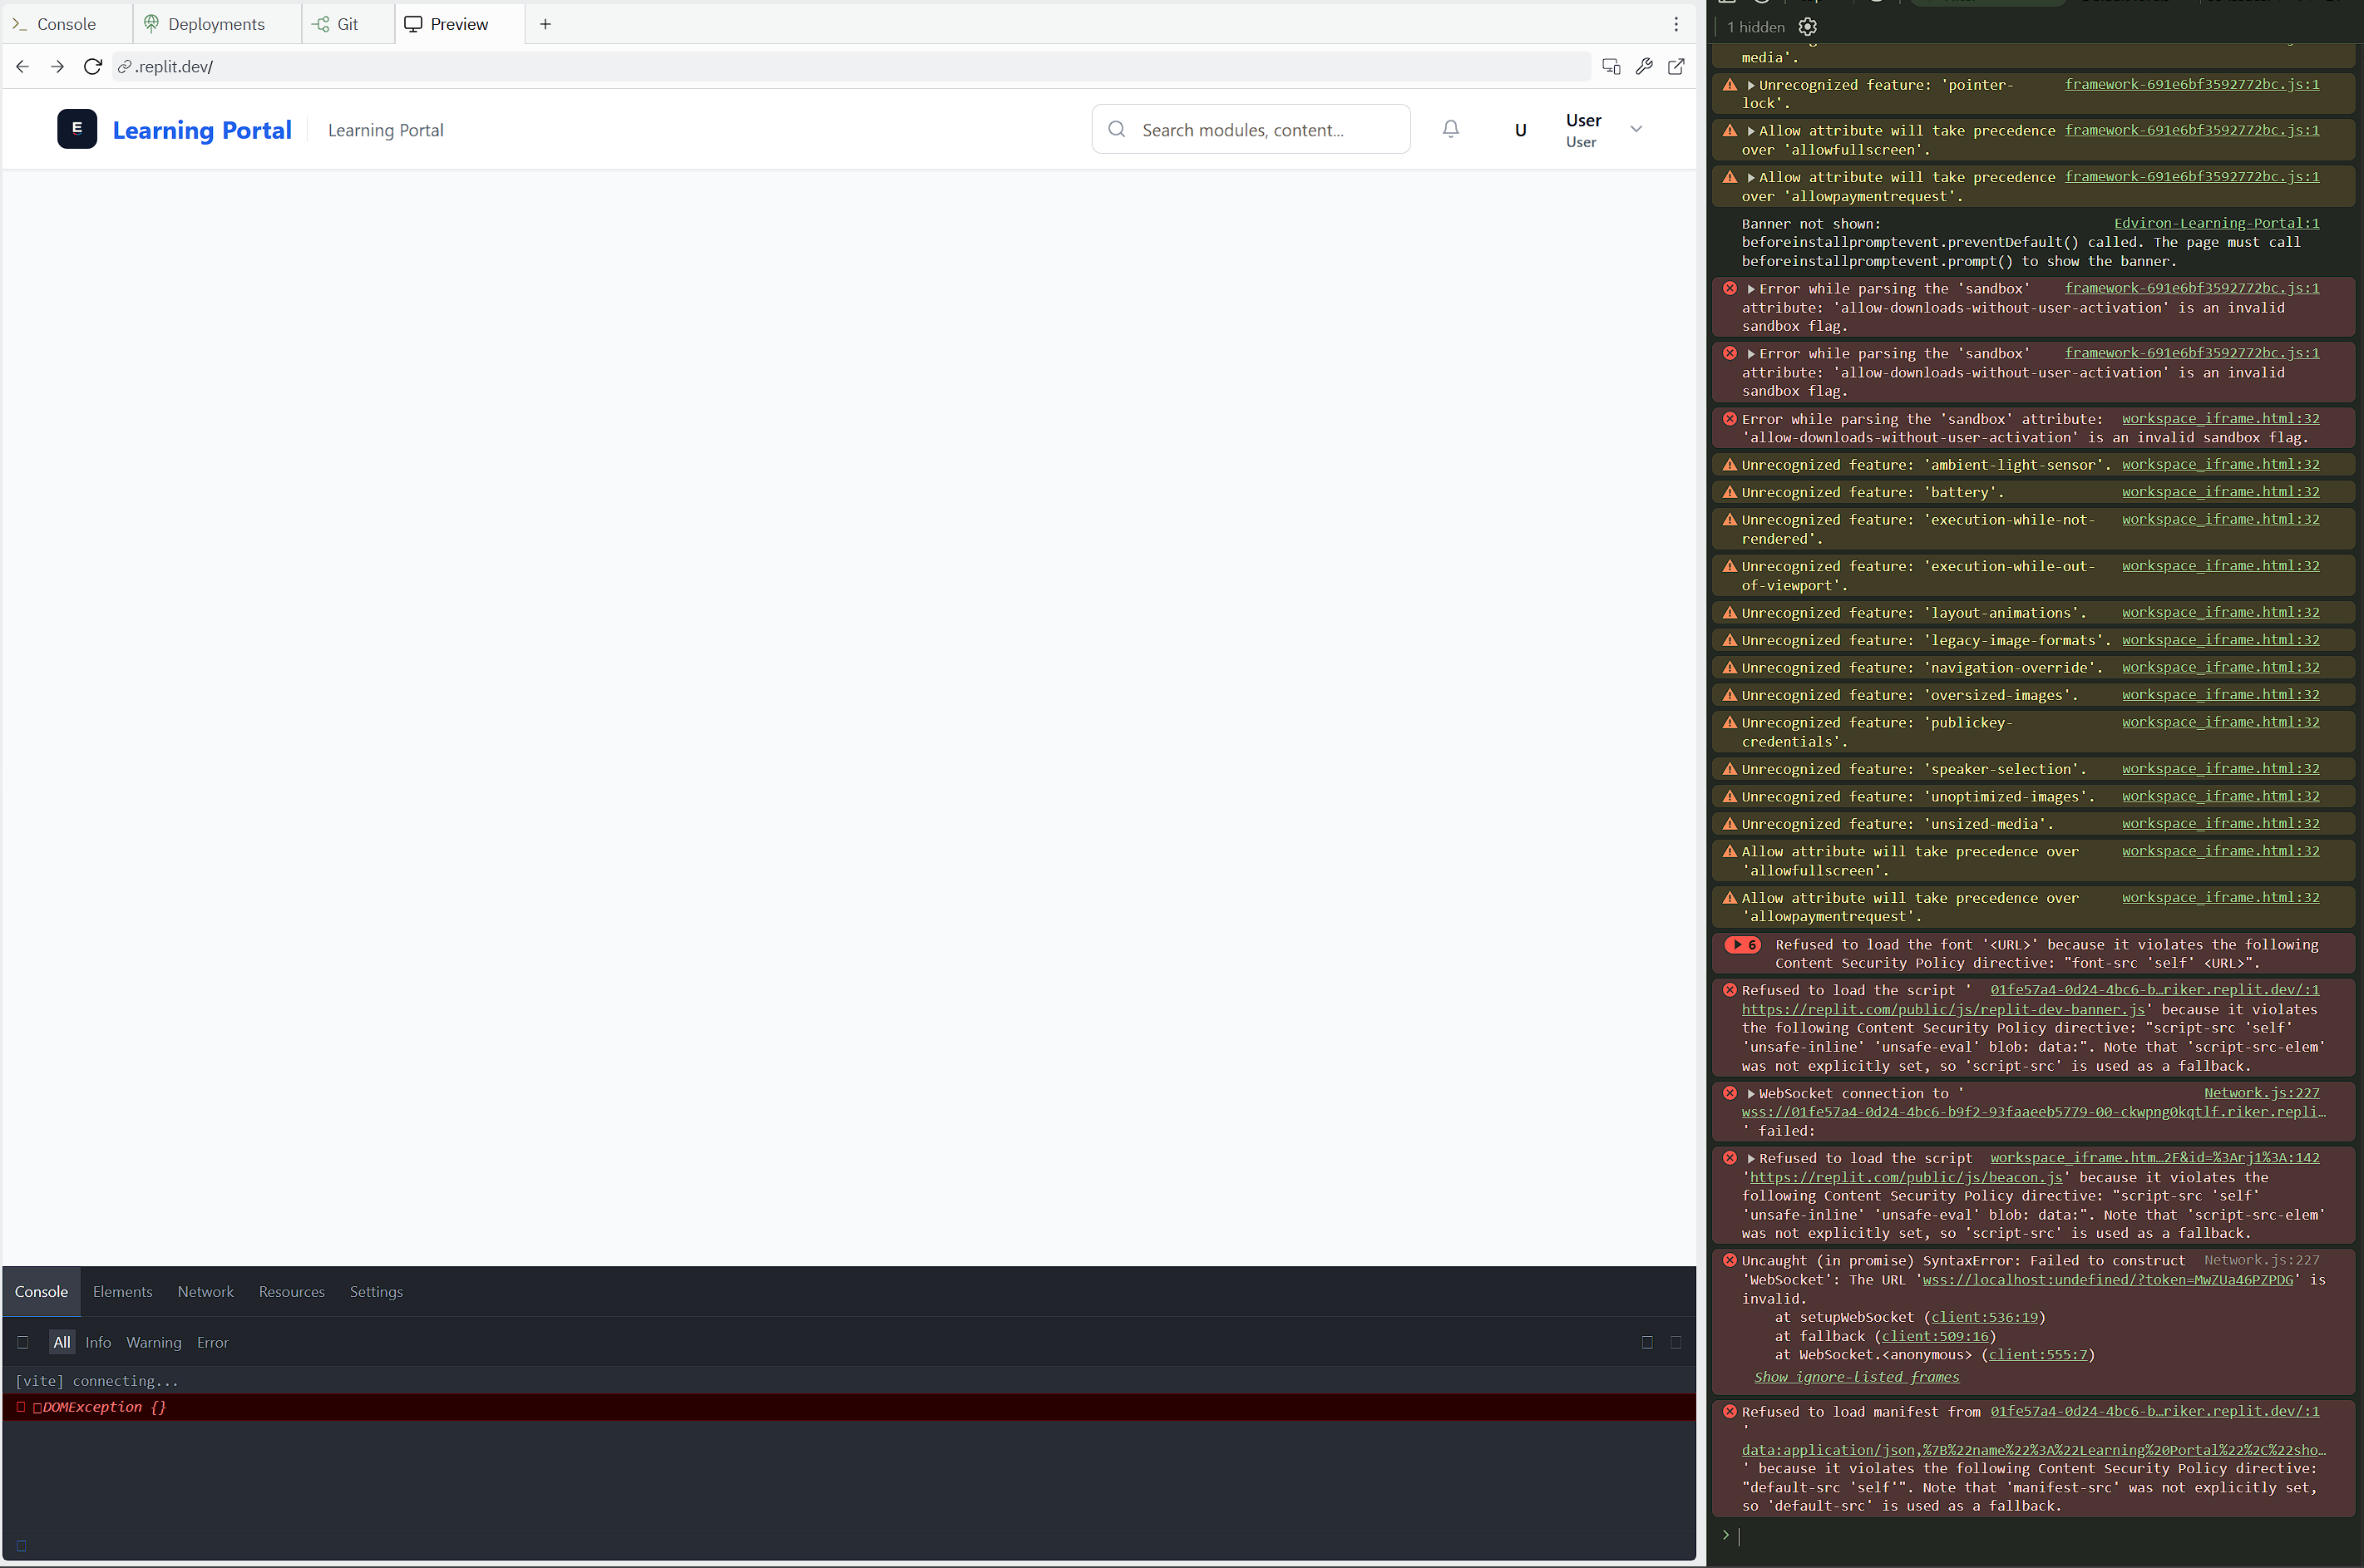 Console
Deployments
Git
Preview
+
.replit.dev/
E
Learning Portal
Learning Portal
Search modules, content...
U
User
User
Console
Elements
Network
Resources
Settings
All
Info
Warning
Error
[vite] connecting...
DOMException {}
1 hidden
media'.
Unrecognized feature: 'pointer- framework-691e6bf3592772bc.js:1
lock'.
Allow attribute will take precedence framework-691e6bf3592772bc.js:1
over 'allowfullscreen'.
Allow attribute will take precedence framework-691e6bf3592772bc.js:1
over 'allowpaymentrequest'.
Banner not shown: Edviron-Learning-Portal:1
beforeinstallpromptevent.preventDefault() called. The page must call
beforeinstallpromptevent.prompt() to show the banner.
Error while parsing the 'sandbox' framework-691e6bf3592772bc.js:1
attribute: 'allow-downloads-without-user-activation' is an invalid
sandbox flag.
Error while parsing the 'sandbox' framework-691e6bf3592772bc.js:1
attribute: 'allow-downloads-without-user-activation' is an invalid
sandbox flag.
Error while parsing the 'sandbox' attribute: workspace_iframe.html:32
'allow-downloads-without-user-activation' is an invalid sandbox flag.
Unrecognized feature: 'ambient-light-sensor'. workspace_iframe.html:32
Unrecognized feature: 'battery'. workspace_iframe.html:32
Unrecognized feature: 'execution-while-not- workspace_iframe.html:32
rendered'.
Unrecognized feature: 'execution-while-out- workspace_iframe.html:32
of-viewport'.
Unrecognized feature: 'layout-animations'. workspace_iframe.html:32
Unrecognized feature: 'legacy-image-formats'. workspace_iframe.html:32
Unrecognized feature: 'navigation-override'. workspace_iframe.html:32
Unrecognized feature: 'oversized-images'. workspace_iframe.html:32
Unrecognized feature: 'publickey- workspace_iframe.html:32
credentials'.
Unrecognized feature: 'speaker-selection'. workspace_iframe.html:32
Unrecognized feature: 'unoptimized-images'. workspace_iframe.html:32
Unrecognized feature: 'unsized-media'. workspace_iframe.html:32
Allow attribute will take precedence over workspace_iframe.html:32
'allowfullscreen'.
Allow attribute will take precedence over workspace_iframe.html:32
'allowpaymentrequest'.
6 Refused to load the font '<URL>' because it violates the following
Content Security Policy directive: "font-src 'self' <URL>".
Refused to load the script ' 01fe57a4-0d24-4bc6-b…riker.replit.dev/:1
https://replit.com/public/js/replit-dev-banner.js' because it violates
the following Content Security Policy directive: "script-src 'self'
'unsafe-inline' 'unsafe-eval' blob: data:". Note that 'script-src-elem'
was not explicitly set, so 'script-src' is used as a fallback.
WebSocket connection to ' Network.js:227
wss://01fe57a4-0d24-4bc6-b9f2-93faaeeb5779-00-ckwpng0kqtlf.riker.repli…
' failed:
Refused to load the script workspace_iframe.htm…2F&id=%3Arj1%3A:142
'https://replit.com/public/js/beacon.js' because it violates the
following Content Security Policy directive: "script-src 'self'
'unsafe-inline' 'unsafe-eval' blob: data:". Note that 'script-src-elem'
was not explicitly set, so 'script-src' is used as a fallback.
Uncaught (in promise) SyntaxError: Failed to construct Network.js:227
'WebSocket': The URL 'wss://localhost:undefined/?token=MwZUa46PZPDG' is
invalid.
at setupWebSocket (client:536:19)
at fallback (client:509:16)
at WebSocket.<anonymous> (client:555:7)
Show ignore-listed frames
Refused to load manifest from 01fe57a4-0d24-4bc6-b…riker.replit.dev/:1
'
data:application/json,%7B%22name%22%3A%22Learning%20Portal%22%2C%22sho…
' because it violates the following Content Security Policy directive:
"default-src 'self'". Note that 'manifest-src' was not explicitly set,
so 'default-src' is used as a fallback.